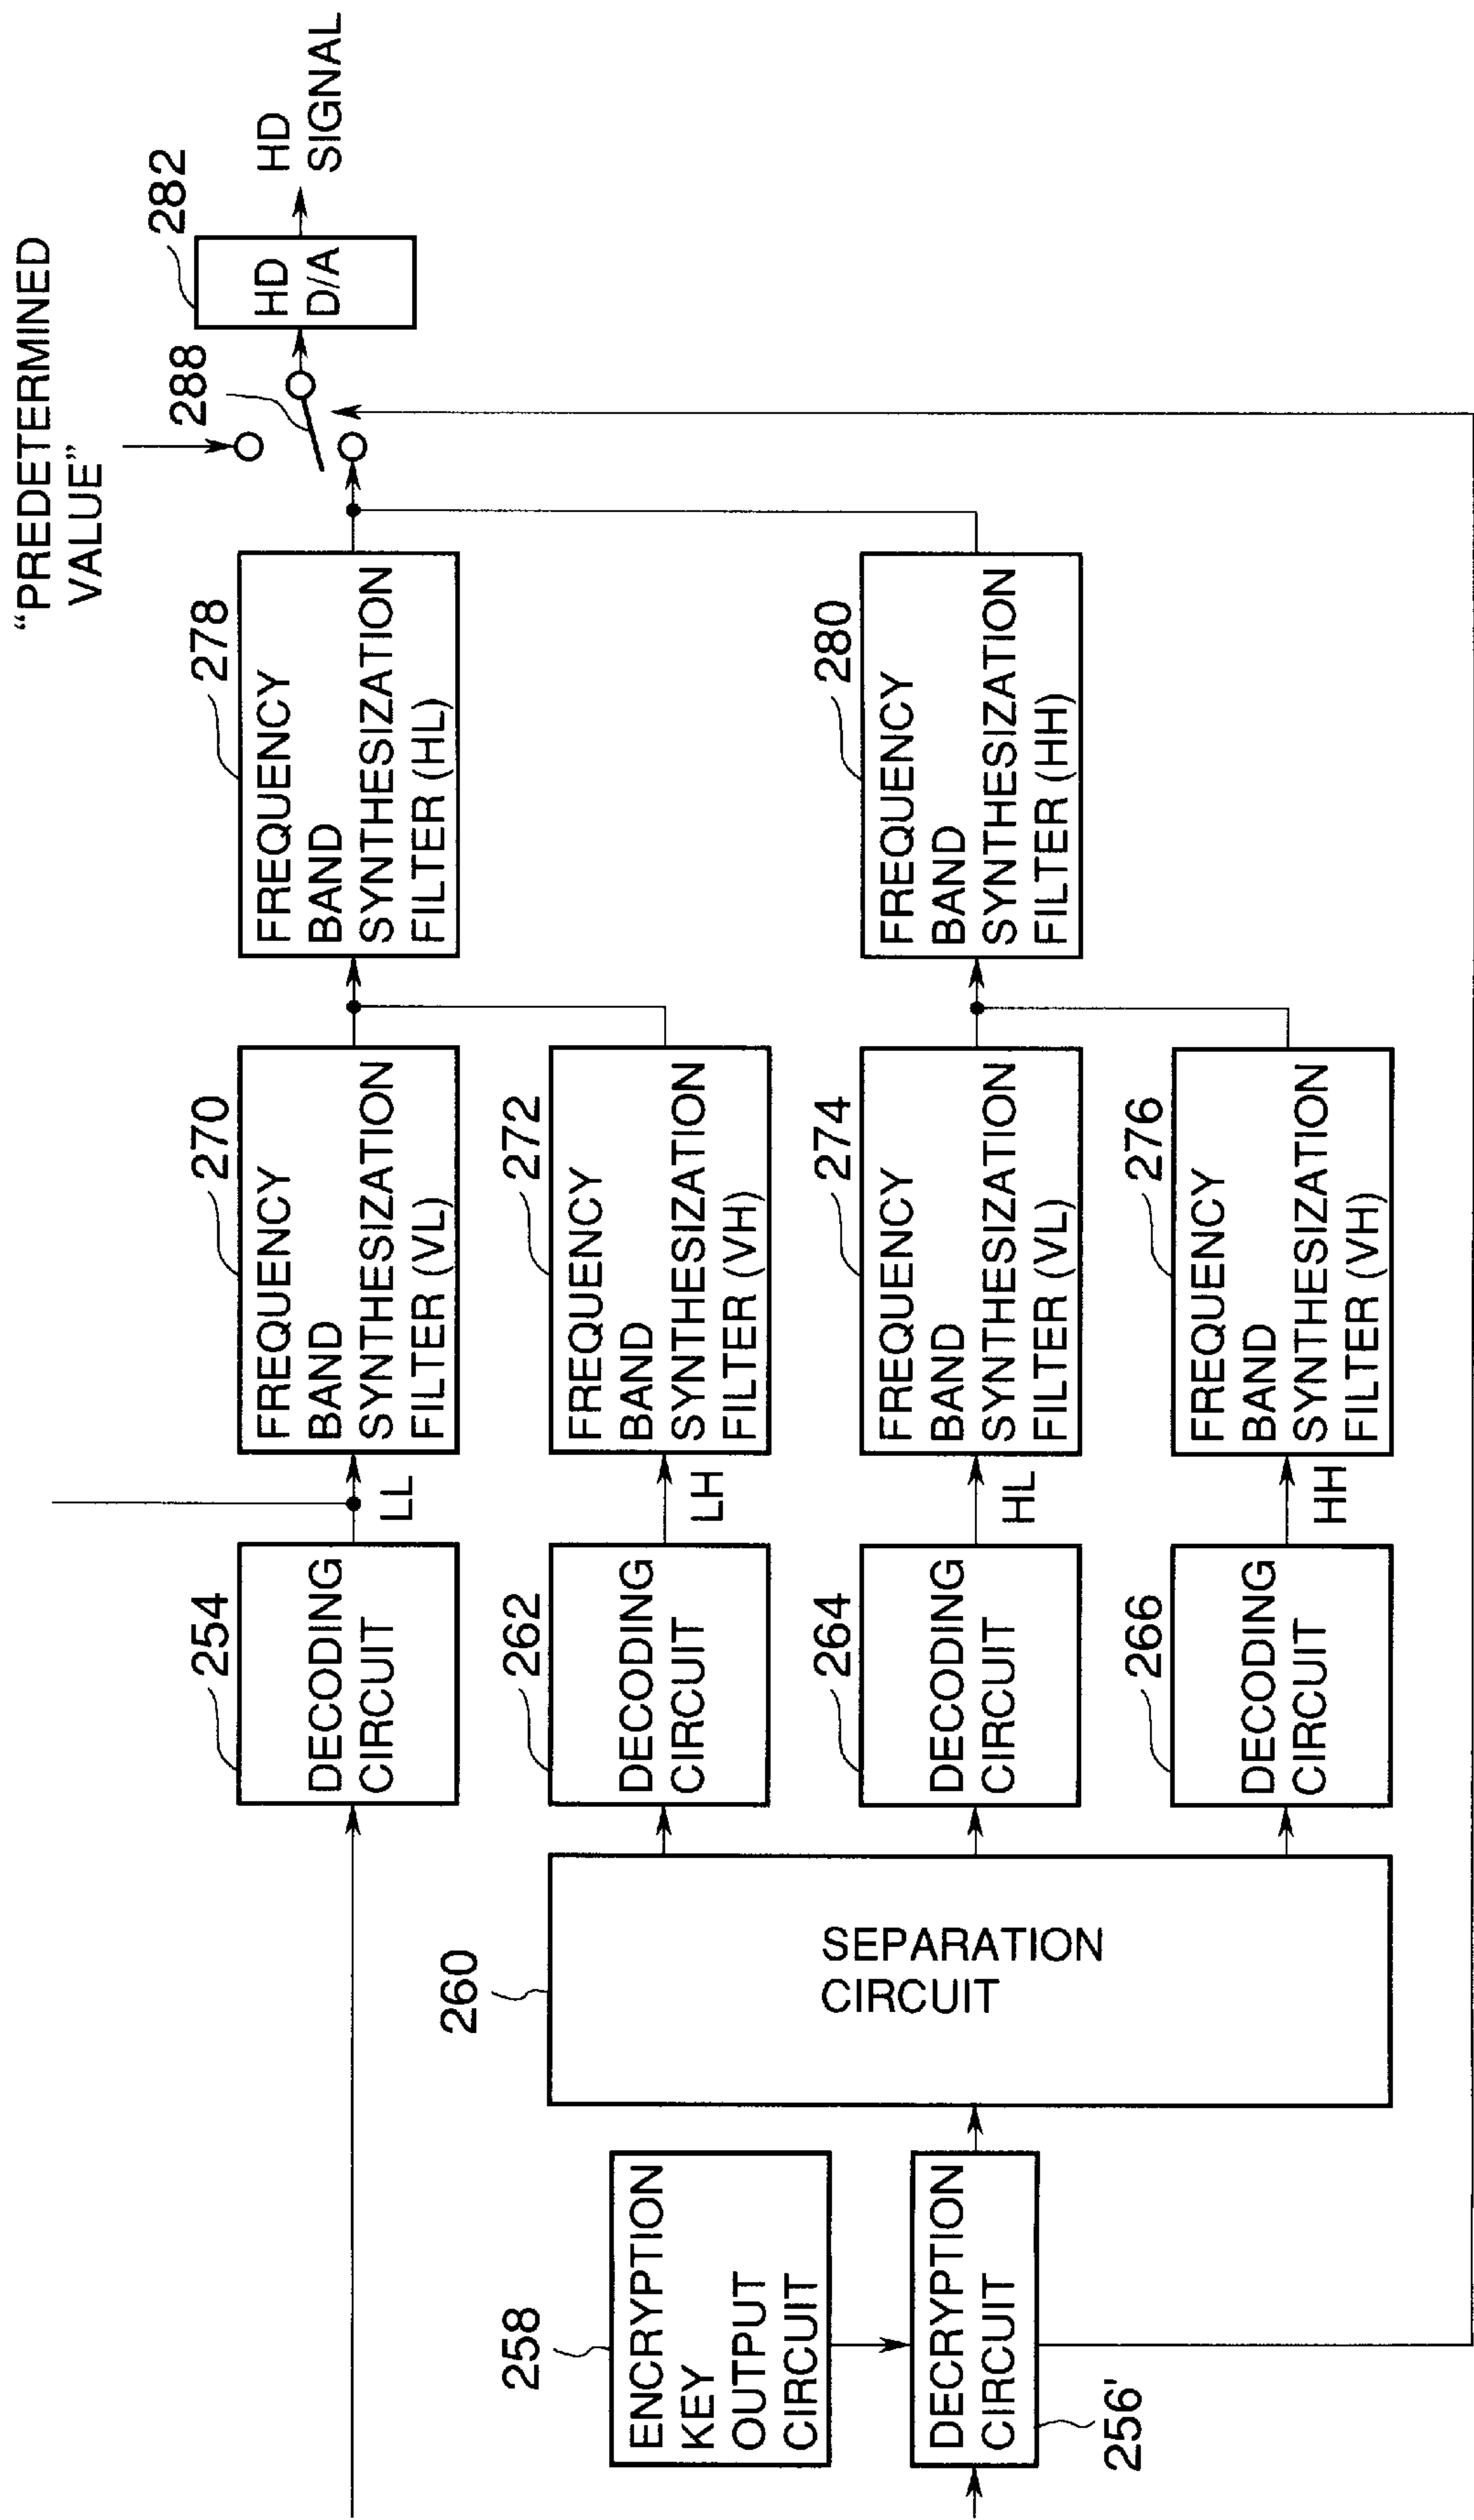 "PREDETERMINED
VALUE"
288
282
HD
D/A
HD
SIGNAL
254
DECODING
CIRCUIT
LL
270
FREQUENCY
BAND
SYNTHESIZATION
FILTER (VL)
278
FREQUENCY
BAND
SYNTHESIZATION
FILTER (HL)
262
DECODING
CIRCUIT
LH
272
FREQUENCY
BAND
SYNTHESIZATION
FILTER (VH)
264
DECODING
CIRCUIT
HL
274
FREQUENCY
BAND
SYNTHESIZATION
FILTER (VL)
280
FREQUENCY
BAND
SYNTHESIZATION
FILTER (HH)
266
DECODING
CIRCUIT
HH
276
FREQUENCY
BAND
SYNTHESIZATION
FILTER (VH)
260
SEPARATION
CIRCUIT
258
ENCRYPTION
KEY
OUTPUT
CIRCUIT
DECRYPTION
CIRCUIT
256'